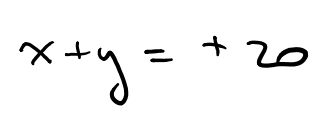 x+y = + 20